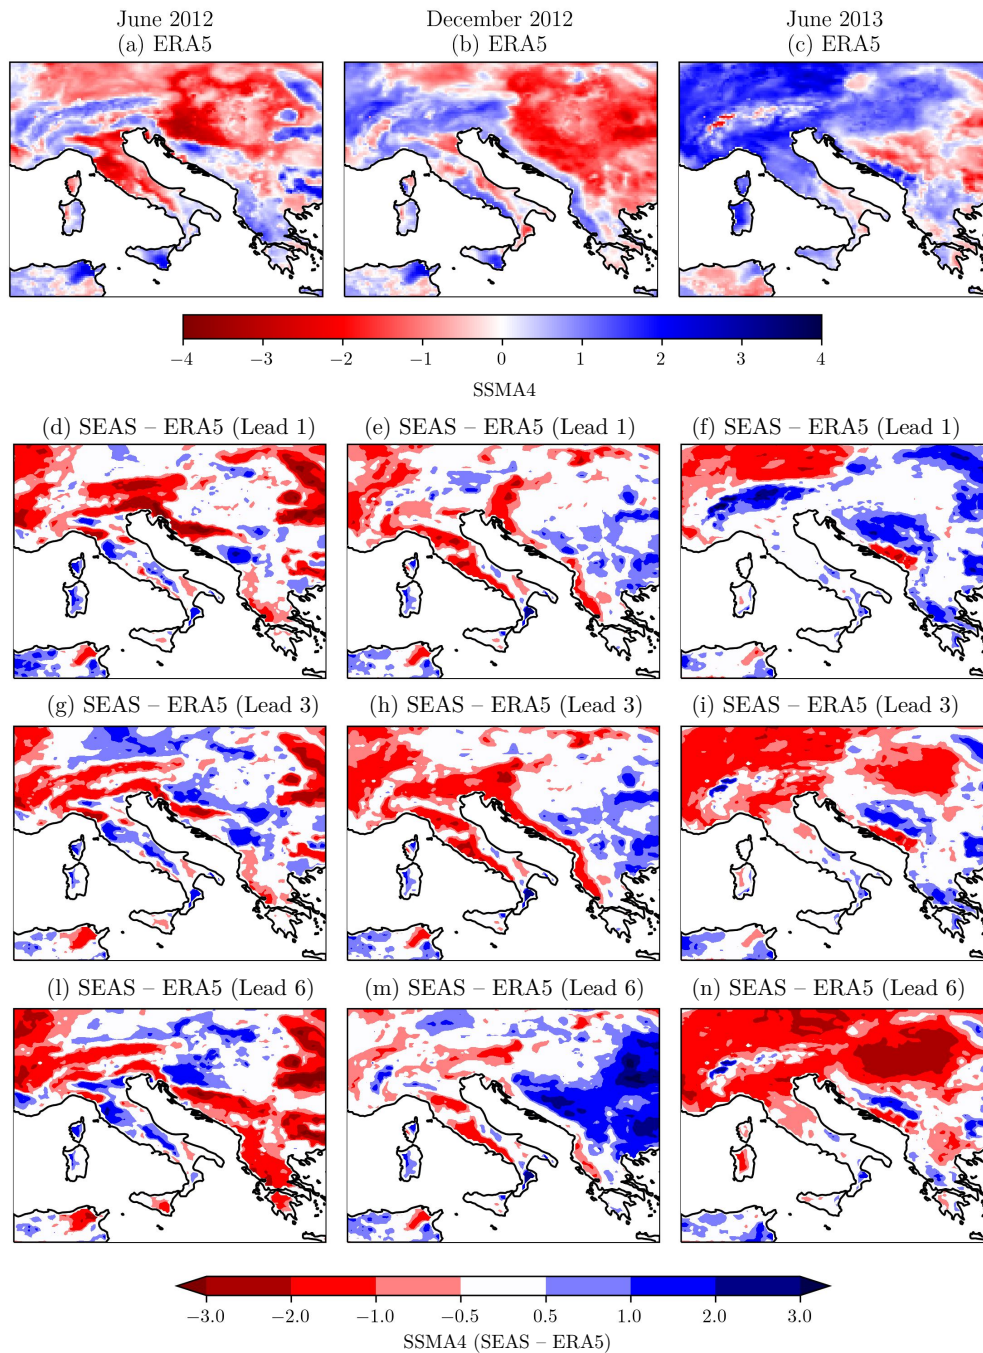 June 2012 December 2012 June 2013
(a) ERA5 (b) ERA5 (c) ERA5
−4 −3 −2 −1 0 1 2 3 4
SSMA4
(d) SEAS – ERA5 (Lead 1) (e) SEAS – ERA5 (Lead 1) (f) SEAS – ERA5 (Lead 1)
(g) SEAS – ERA5 (Lead 3) (h) SEAS – ERA5 (Lead 3) (i) SEAS – ERA5 (Lead 3)
(l) SEAS – ERA5 (Lead 6) (m) SEAS – ERA5 (Lead 6) (n) SEAS – ERA5 (Lead 6)
−3.0 −2.0 −1.0 −0.5 0.5 1.0 2.0 3.0
SSMA4 (SEAS – ERA5)